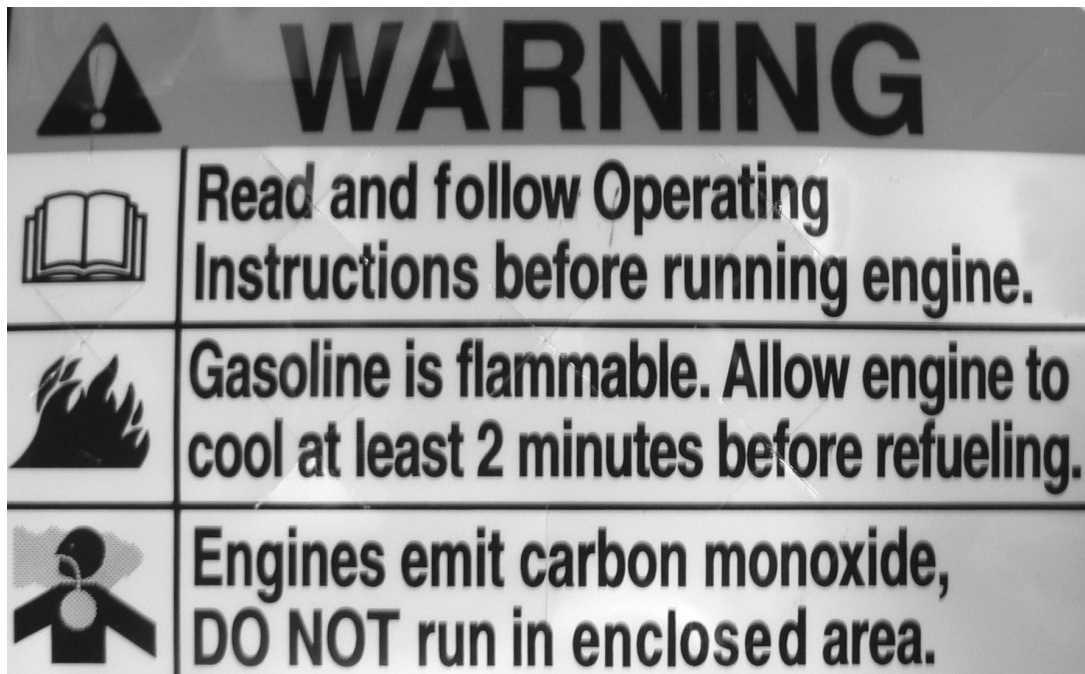 WARNING
Read and follow Operating
Instructions before running engine.
Gasoline is flammable. Allow engine to
cool at least 2 minutes before refueling.
Engines emit carbon monoxide,
DO NOT run in enclosed area.